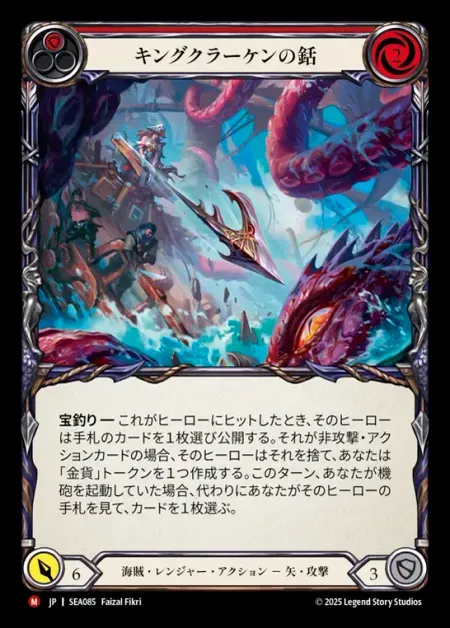 キングクラーケンの銛
2
宝釣り ー これがヒーローにヒットしたとき、そのヒーロー
は手札のカードを1枚選び公開する。それが非攻撃・アク
ションカードの場合、そのヒーローはそれを捨て、あなたは
「金貨」トークンを1つ作成する。このターン、あなたが機
砲を起動していた場合、代わりにあなたがそのヒーローの
手札を見て、カードを1枚選ぶ。
6
海賊・レンジャー・アクション － 矢・攻撃
3
M JP | SEA085 Faizal Fikri
© 2025 Legend Story Studios